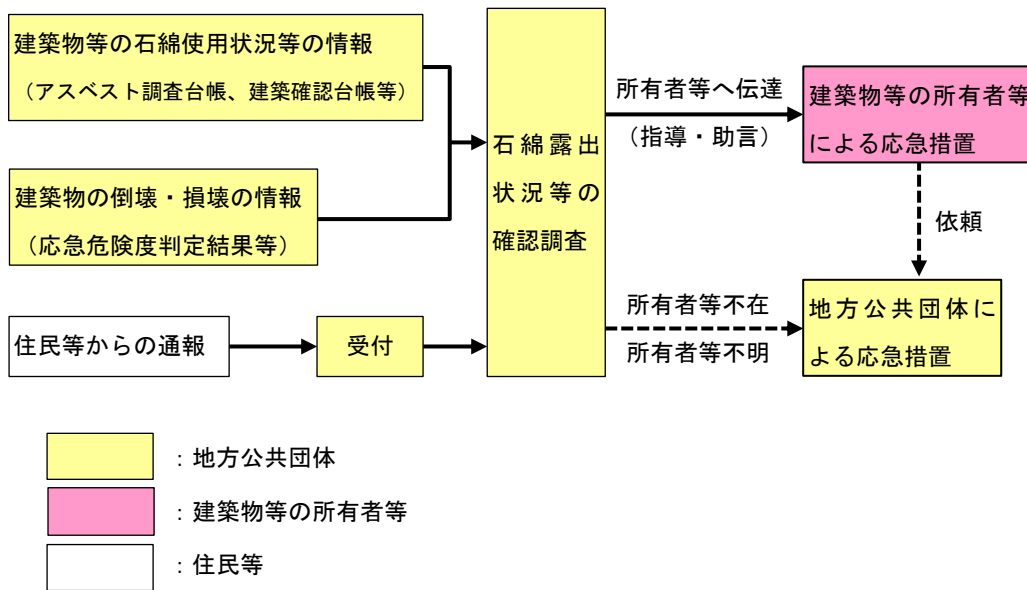 建築物等の石綿使用状況等の情報
（アスベスト調査台帳、建築確認台帳等）
建築物の倒壊・損壊の情報
（応急危険度判定結果等）
住民等からの通報
受付
石綿露出
状況等の
確認調査
所有者等へ伝達
（指導・助言）
建築物等の所有者等
による応急措置
依頼
所有者等不在
所有者等不明
地方公共団体に
よる応急措置
：地方公共団体
：建築物等の所有者等
：住民等